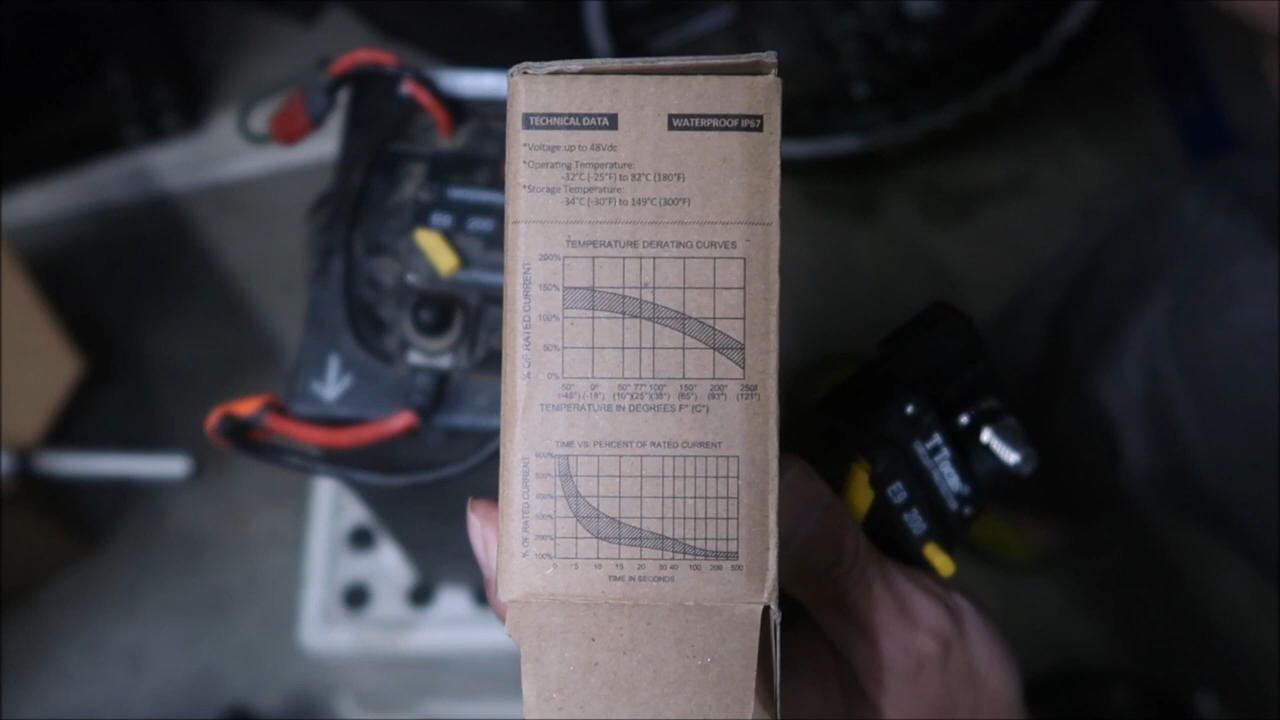 TECHNICAL DATA WATERPROOF IP67
*Voltage:up to 48Vdc
*Operating Temperature:
-32°C (-25°F) to 82°C (180°F)
*Storage Temperature:
-34°C (-30°F) to 149°C (300°F)
TEMPERATURE DERATING CURVES
% OF RATED CURRENT
200%
150%
100%
50%
0%
-50° 0° 50° 77° 100° 150° 200° 250°
(-18°) (10°) (25°) (38°) (65°) (93°) (121°)
TEMPERATURE IN DEGREES F° (C°)
TIME VS. PERCENT OF RATED CURRENT
% OF RATED CURRENT
600%
500%
400%
300%
200%
100%
0 5 10 15 20 30 40 100 200 500
TIME IN SECONDS
E9 200